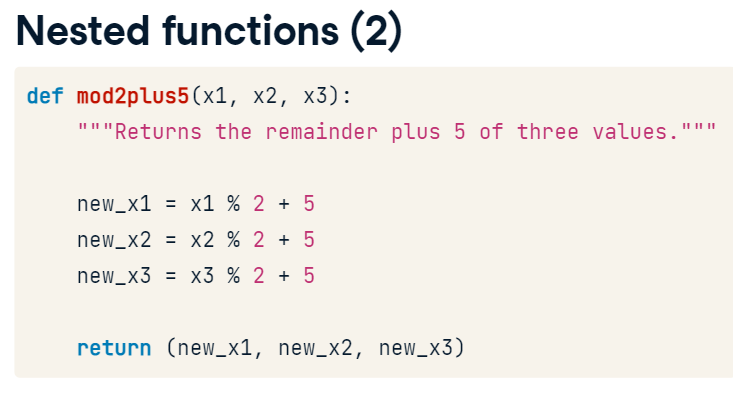 Nested functions (2)
def mod2plus5(x1, x2, x3):
"""Returns the remainder plus 5 of three values."""
new_x1 = x1 % 2 + 5
new_x2 = x2 % 2 + 5
new_x3 = x3 % 2 + 5
return (new_x1, new_x2, new_x3)